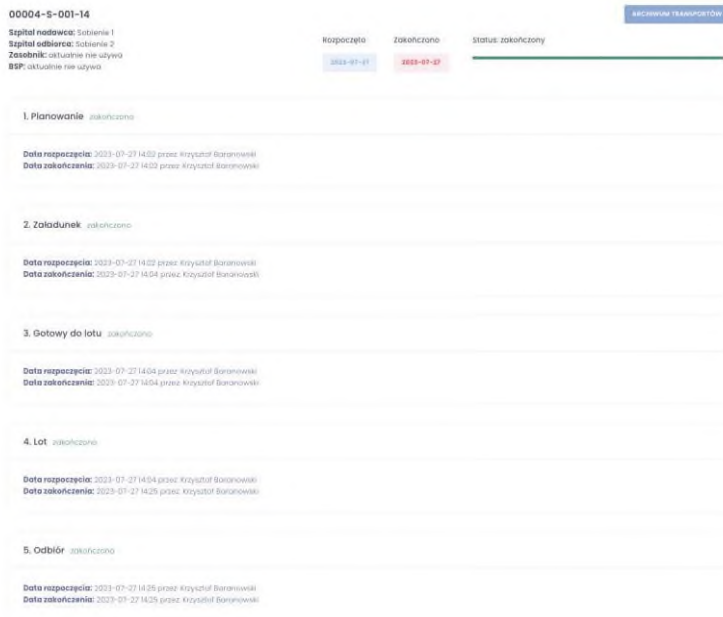 00004-S-001-14
ARCHIWUM TRANSPORTÓW
Szpital nadawca: Sobienie 1
Szpital odbiorca: Sobienie 2
Zasobnik: aktualnie nie używa
BSP: aktualnie nie używa
Rozpoczęto
Zakończono
Status: zakończony
2023-07-27
2023-07-27
1. Planowanie zakończono
Data rozpoczęcia: 2023-07-27 14:02 przez Krzysztof Baranowski
Data zakończenia: 2023-07-27 14:02 przez Krzysztof Baranowski
2. Załadunek zakończono
Data rozpoczęcia: 2023-07-27 14:02 przez Krzysztof Baranowski
Data zakończenia: 2023-07-27 14:04 przez Krzysztof Baranowski
3. Gotowy do lotu zakończono
Data rozpoczęcia: 2023-07-27 14:04 przez Krzysztof Baranowski
Data zakończenia: 2023-07-27 14:04 przez Krzysztof Baranowski
4. Lot zakończono
Data rozpoczęcia: 2023-07-27 14:04 przez Krzysztof Baranowski
Data zakończenia: 2023-07-27 14:25 przez Krzysztof Baranowski
5. Odbiór zakończono
Data rozpoczęcia: 2023-07-27 14:25 przez Krzysztof Baranowski
Data zakończenia: 2023-07-27 14:25 przez Krzysztof Baranowski